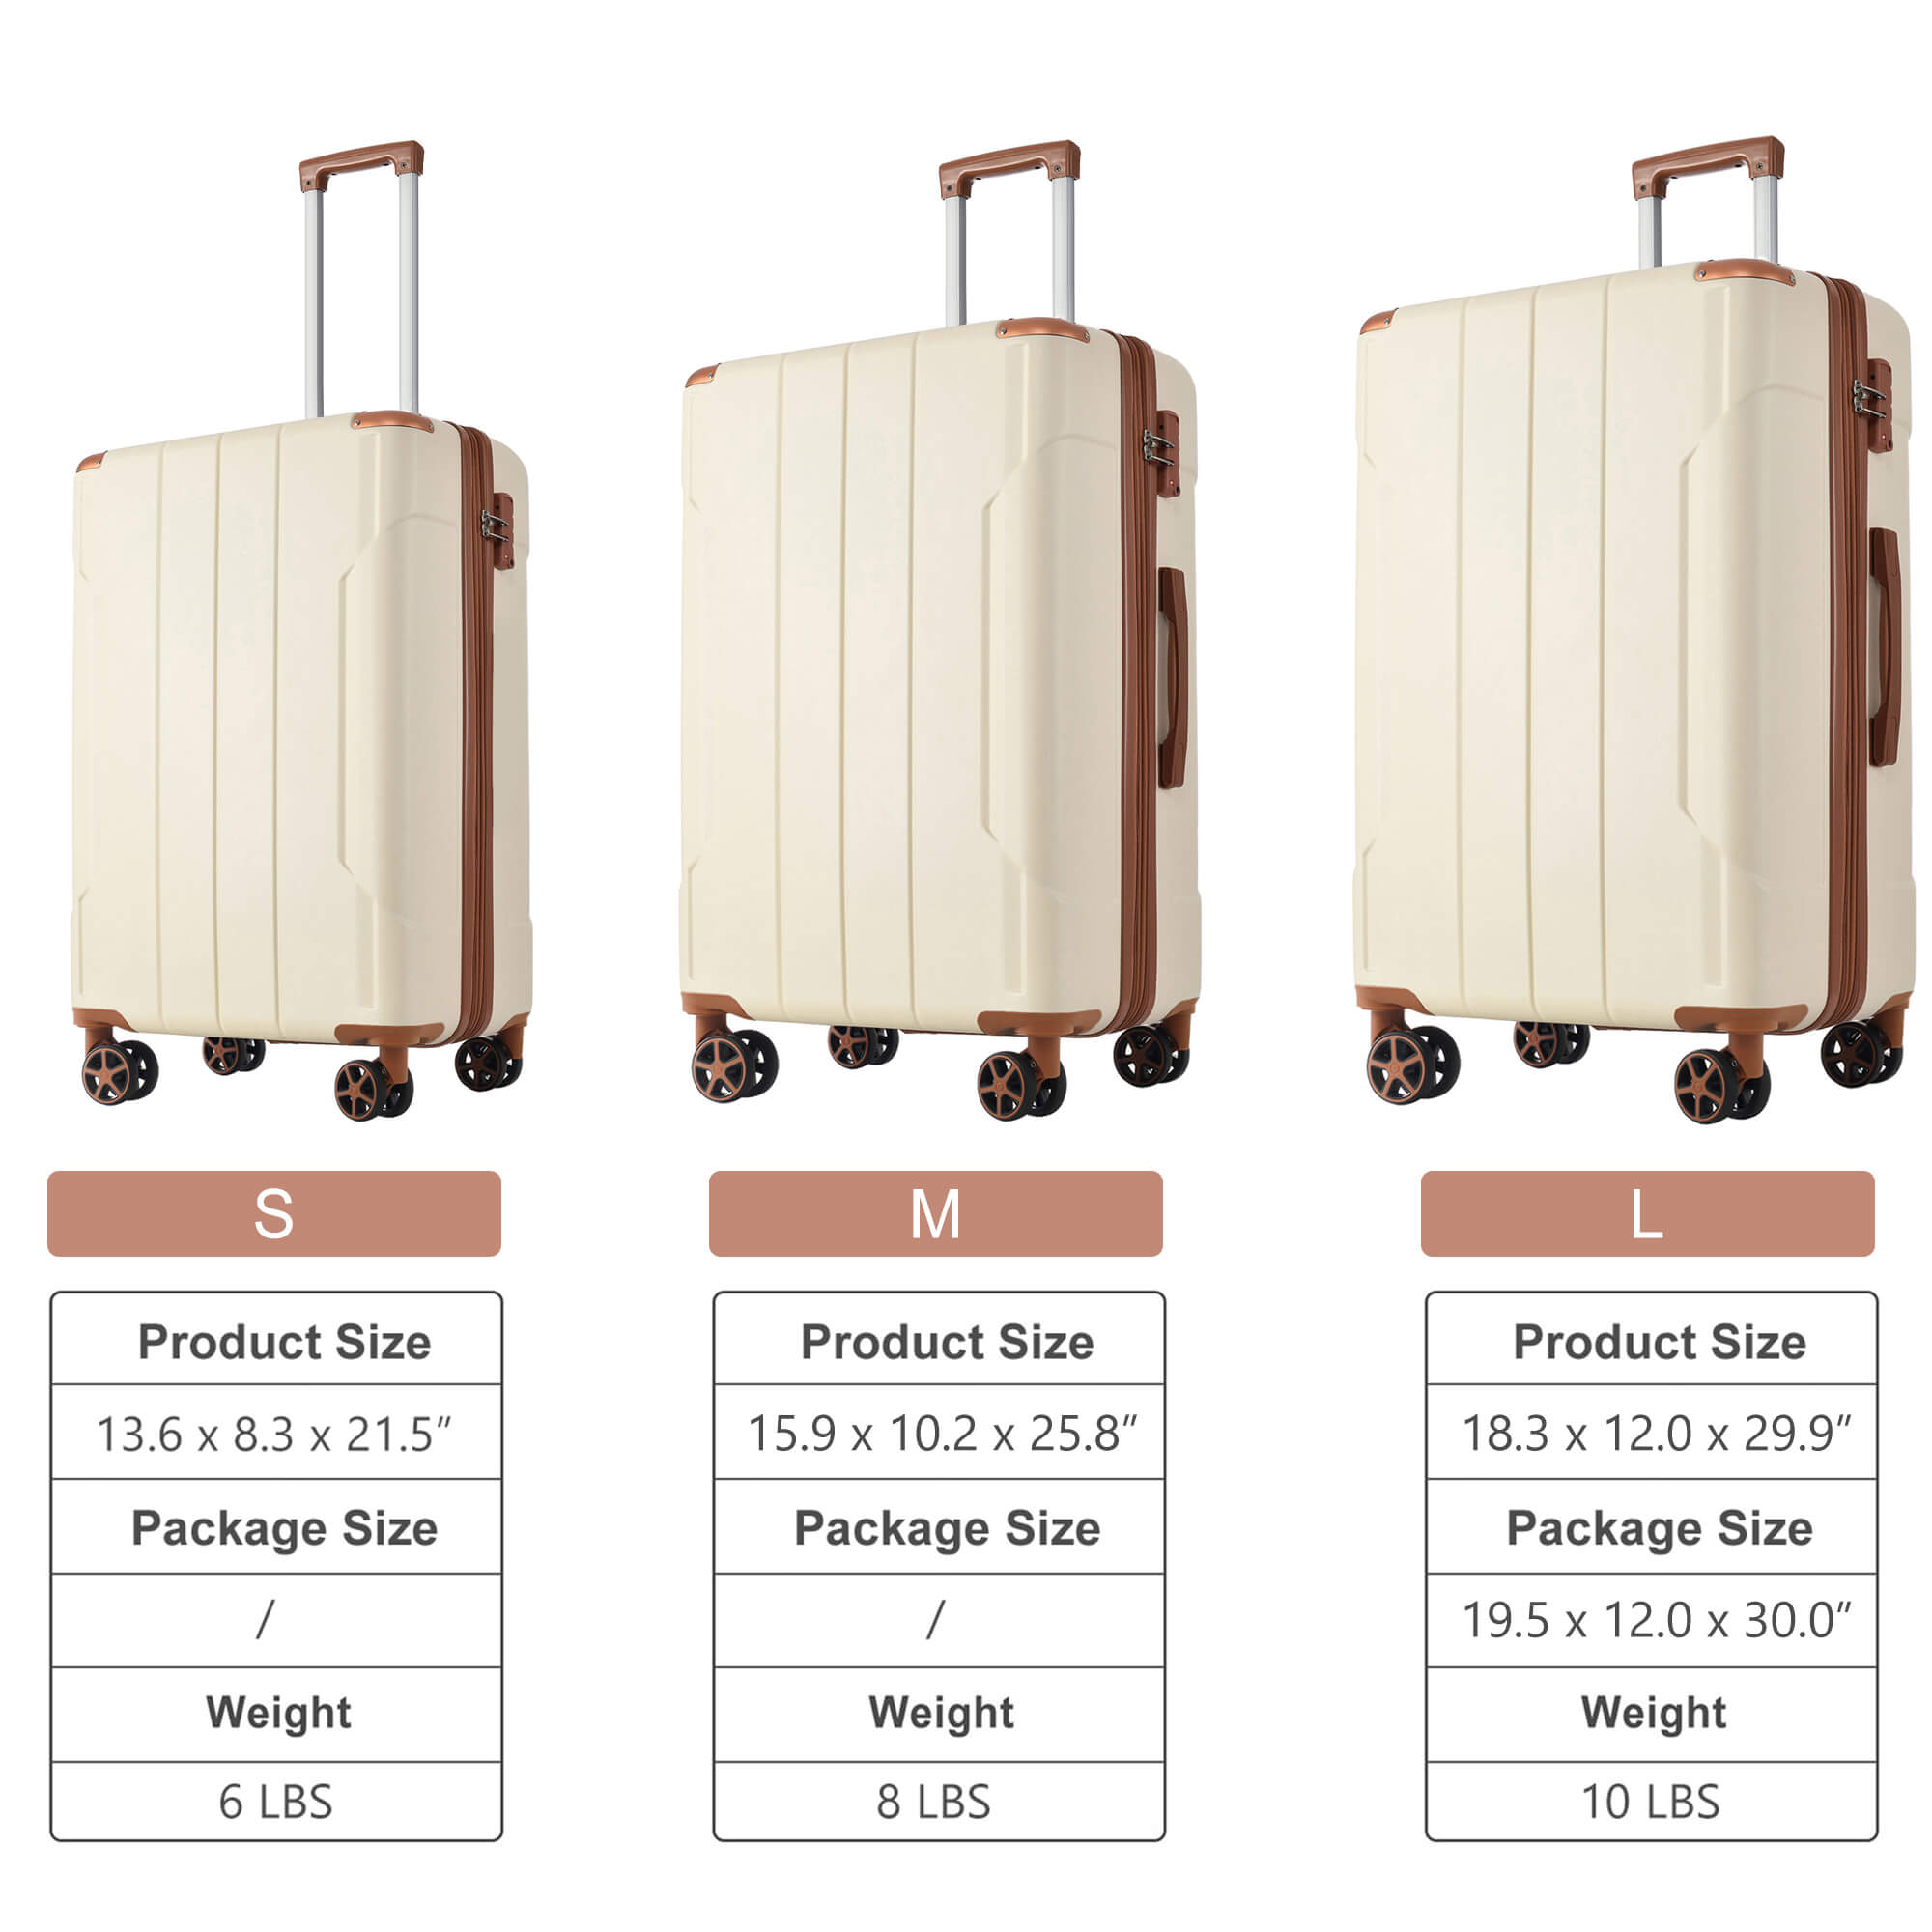 S
Product Size
13.6 x 8.3 x 21.5″
Package Size
/
Weight
6 LBS
M
Product Size
15.9 x 10.2 x 25.8″
Package Size
/
Weight
8 LBS
L
Product Size
18.3 x 12.0 x 29.9″
Package Size
19.5 x 12.0 x 30.0″
Weight
10 LBS